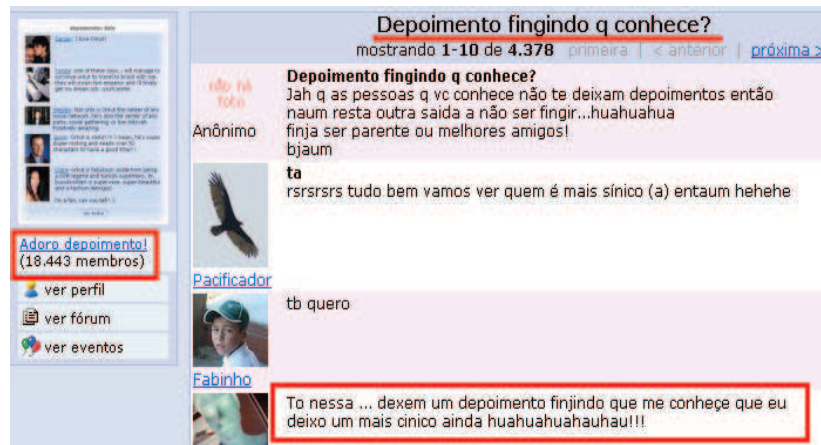 Depoimento fingindo q conhece?
mostrando 1-10 de 4.378 primeira | < anterior | próxima >
não há
foto
Anônimo
Depoimento fingindo q conhece?
Jah q as pessoas q vc conhece não te deixam depoimentos então
naum resta outra saida a não ser fingir...huahuahua
finja ser parente ou melhores amigos!
bjaum
ta
rsrsrsrs tudo bem vamos ver quem é mais sínico (a) entaum hehehe
Pacificador
tb quero
Fabinho
To nessa ... dexem um depoimento finjindo que me conheçe que eu
deixo um mais cinico ainda huahuahuahauhau!!!
Adoro depoimento!
(18.443 membros)
ver perfil
ver fórum
ver eventos